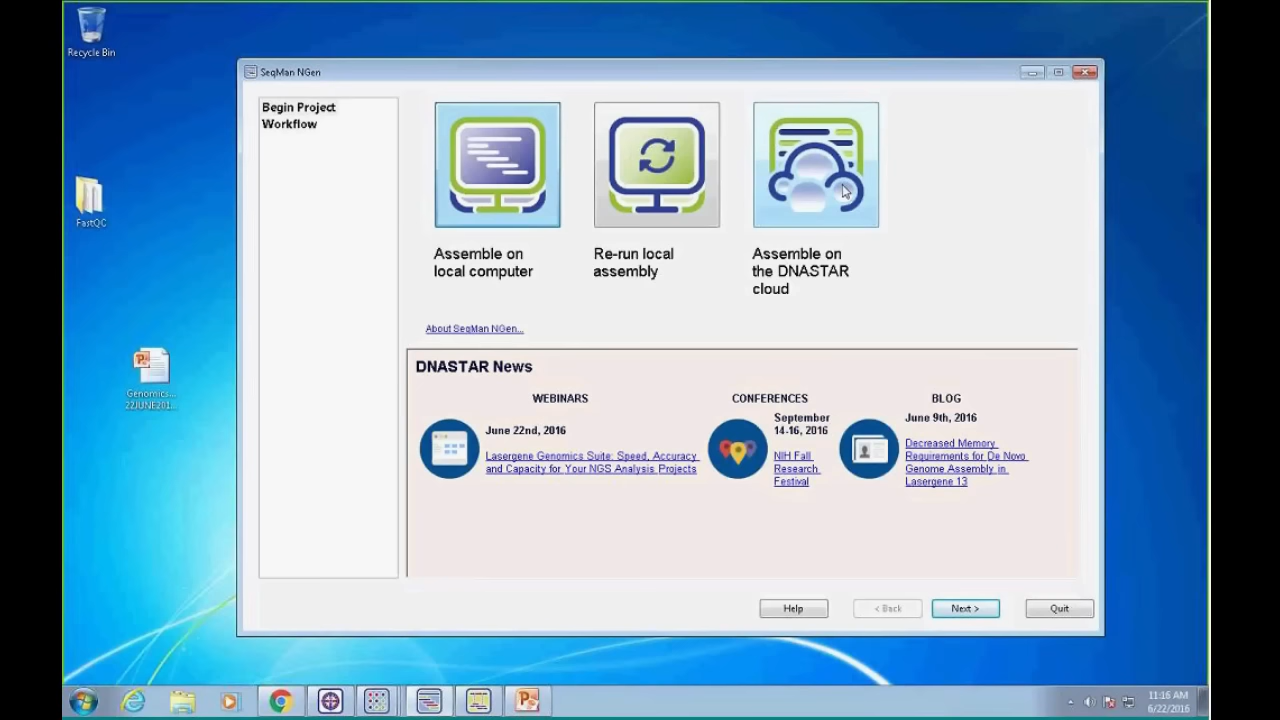 Recycle Bin
SeqMan NGen
Begin Project
Workflow
FastQC
Assemble on
local computer
Re-run local
assembly
Assemble on
the DNASTAR
cloud
About SeqMan NGen...
DNASTAR News
WEBINARS
June 22nd, 2016
Lasergene Genomics Suite: Speed, Accuracy
and Capacity for Your NGS Analysis Projects
CONFERENCES
September
14-16, 2016
NIH Fall
Research
Festival
BLOG
June 9th, 2016
Decreased Memory
Requirements for De Novo
Genome Assembly in
Lasergene 13
Genomics...
22JUNE201...
Help
< Back
Next >
Quit
11:16 AM
6/22/2016